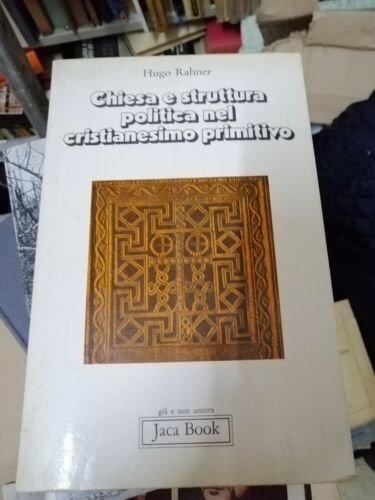 Hugo Rahner
Chiesa e struttura
politica nel
cristianesimo primitivo
già e non ancora
Jaca Book